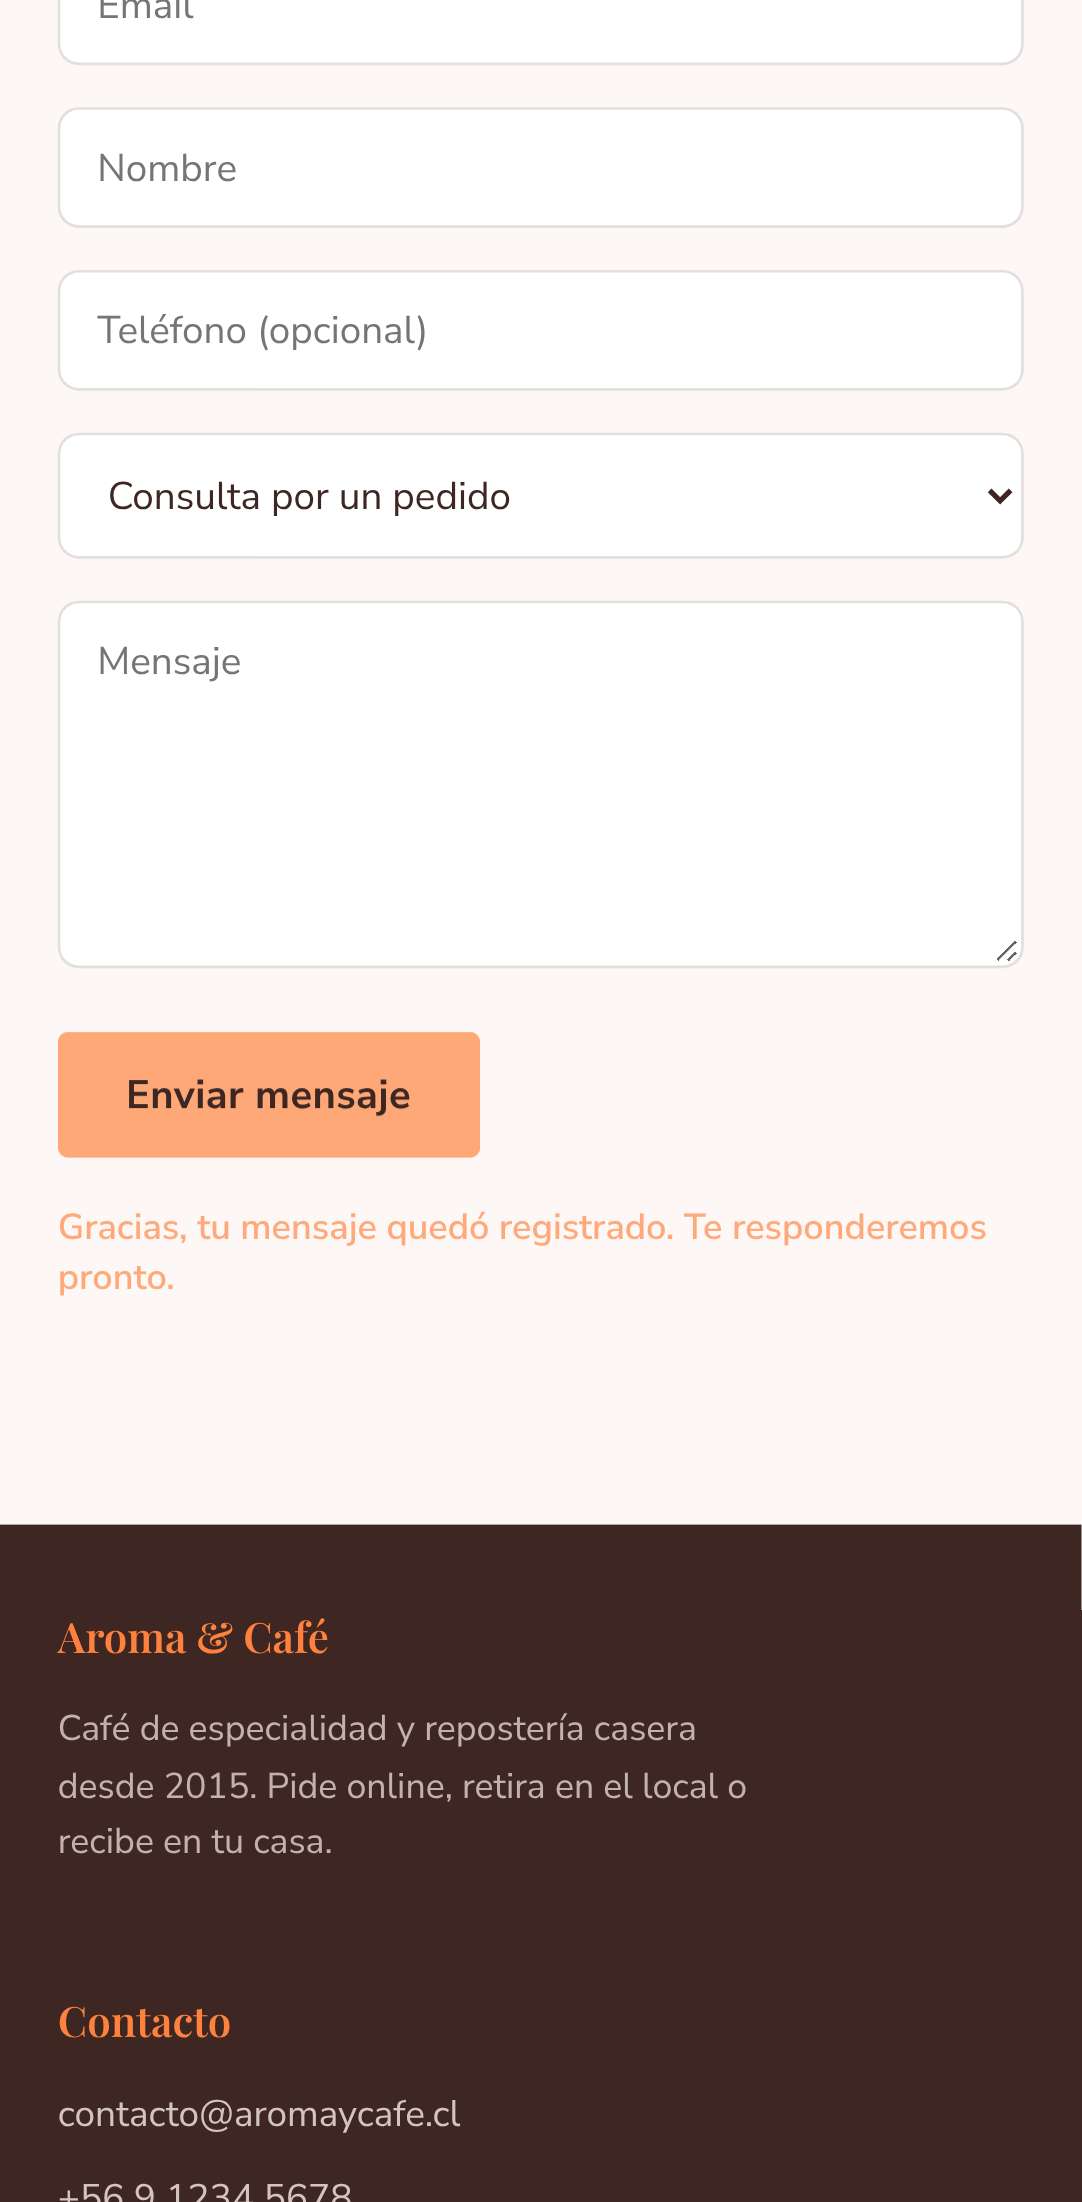 Email
Nombre
Teléfono (opcional)
Consulta por un pedido
Mensaje
Enviar mensaje
Gracias, tu mensaje quedó registrado. Te responderemos
pronto.
Aroma & Café
Café de especialidad y repostería casera
desde 2015. Pide online, retira en el local o
recibe en tu casa.
Contacto
contacto@aromaycafe.cl
+56 9 1234 5678